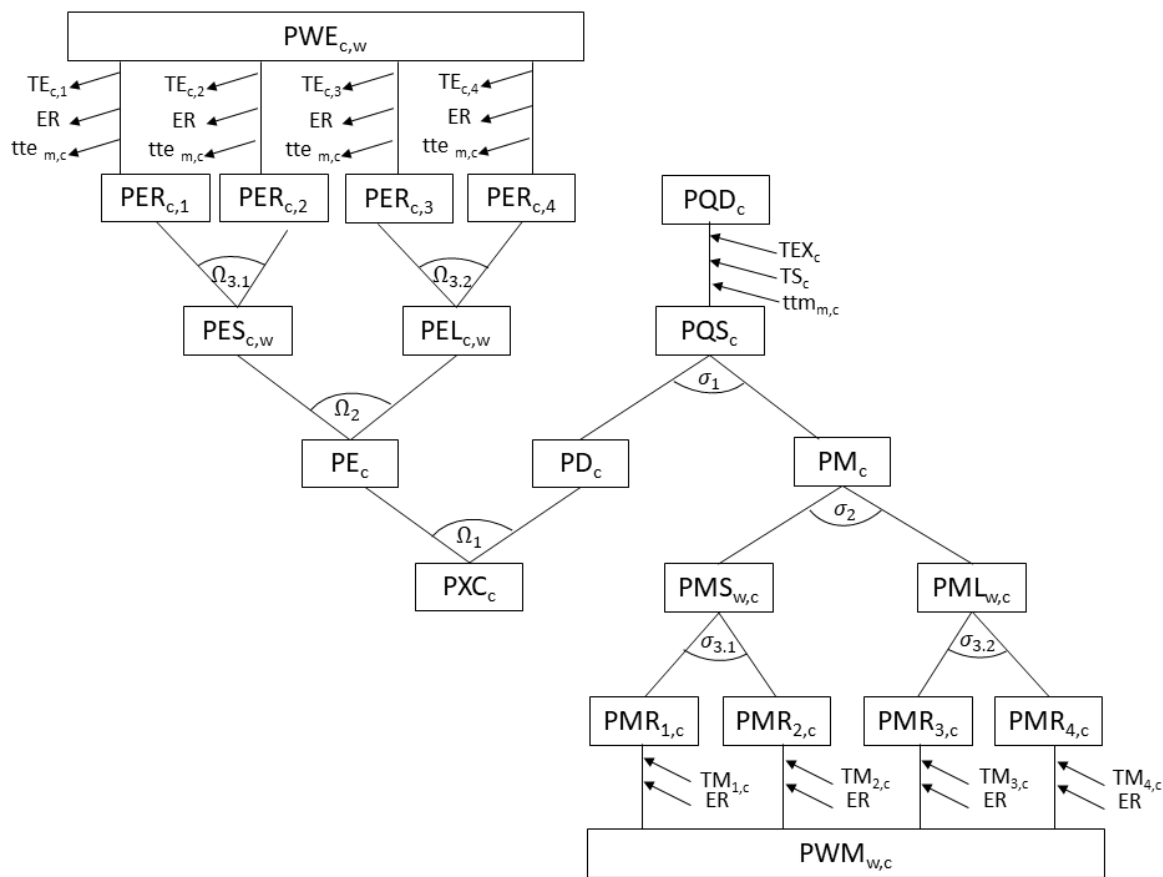 PWE c,w
TE c,1 TE c,2 TE c,3 TE c,4
ER ER ER ER
tte m,c tte m,c tte m,c tte m,c
PER c,1 PER c,2 PER c,3 PER c,4
PQD c
TEX c
TS c
ttm m,c
Ω 3.1 Ω 3.2
PES c,w PEL c,w PQS c
σ 1
Ω 2
PE c PD c PM c
σ 2
Ω 1
PXC c PMS w,c PML w,c
σ 3.1 σ 3.2
PMR 1,c PMR 2,c PMR 3,c PMR 4,c
TM 1,c TM 2,c TM 3,c TM 4,c
ER ER ER ER
PWM w,c